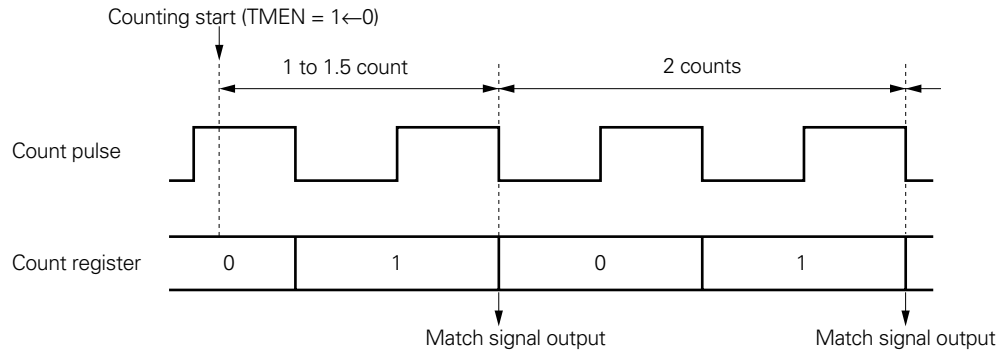 Counting start (TMEN = 1←0)
1 to 1.5 count
2 counts
Count pulse
Count register
0
1
0
1
Match signal output
Match signal output